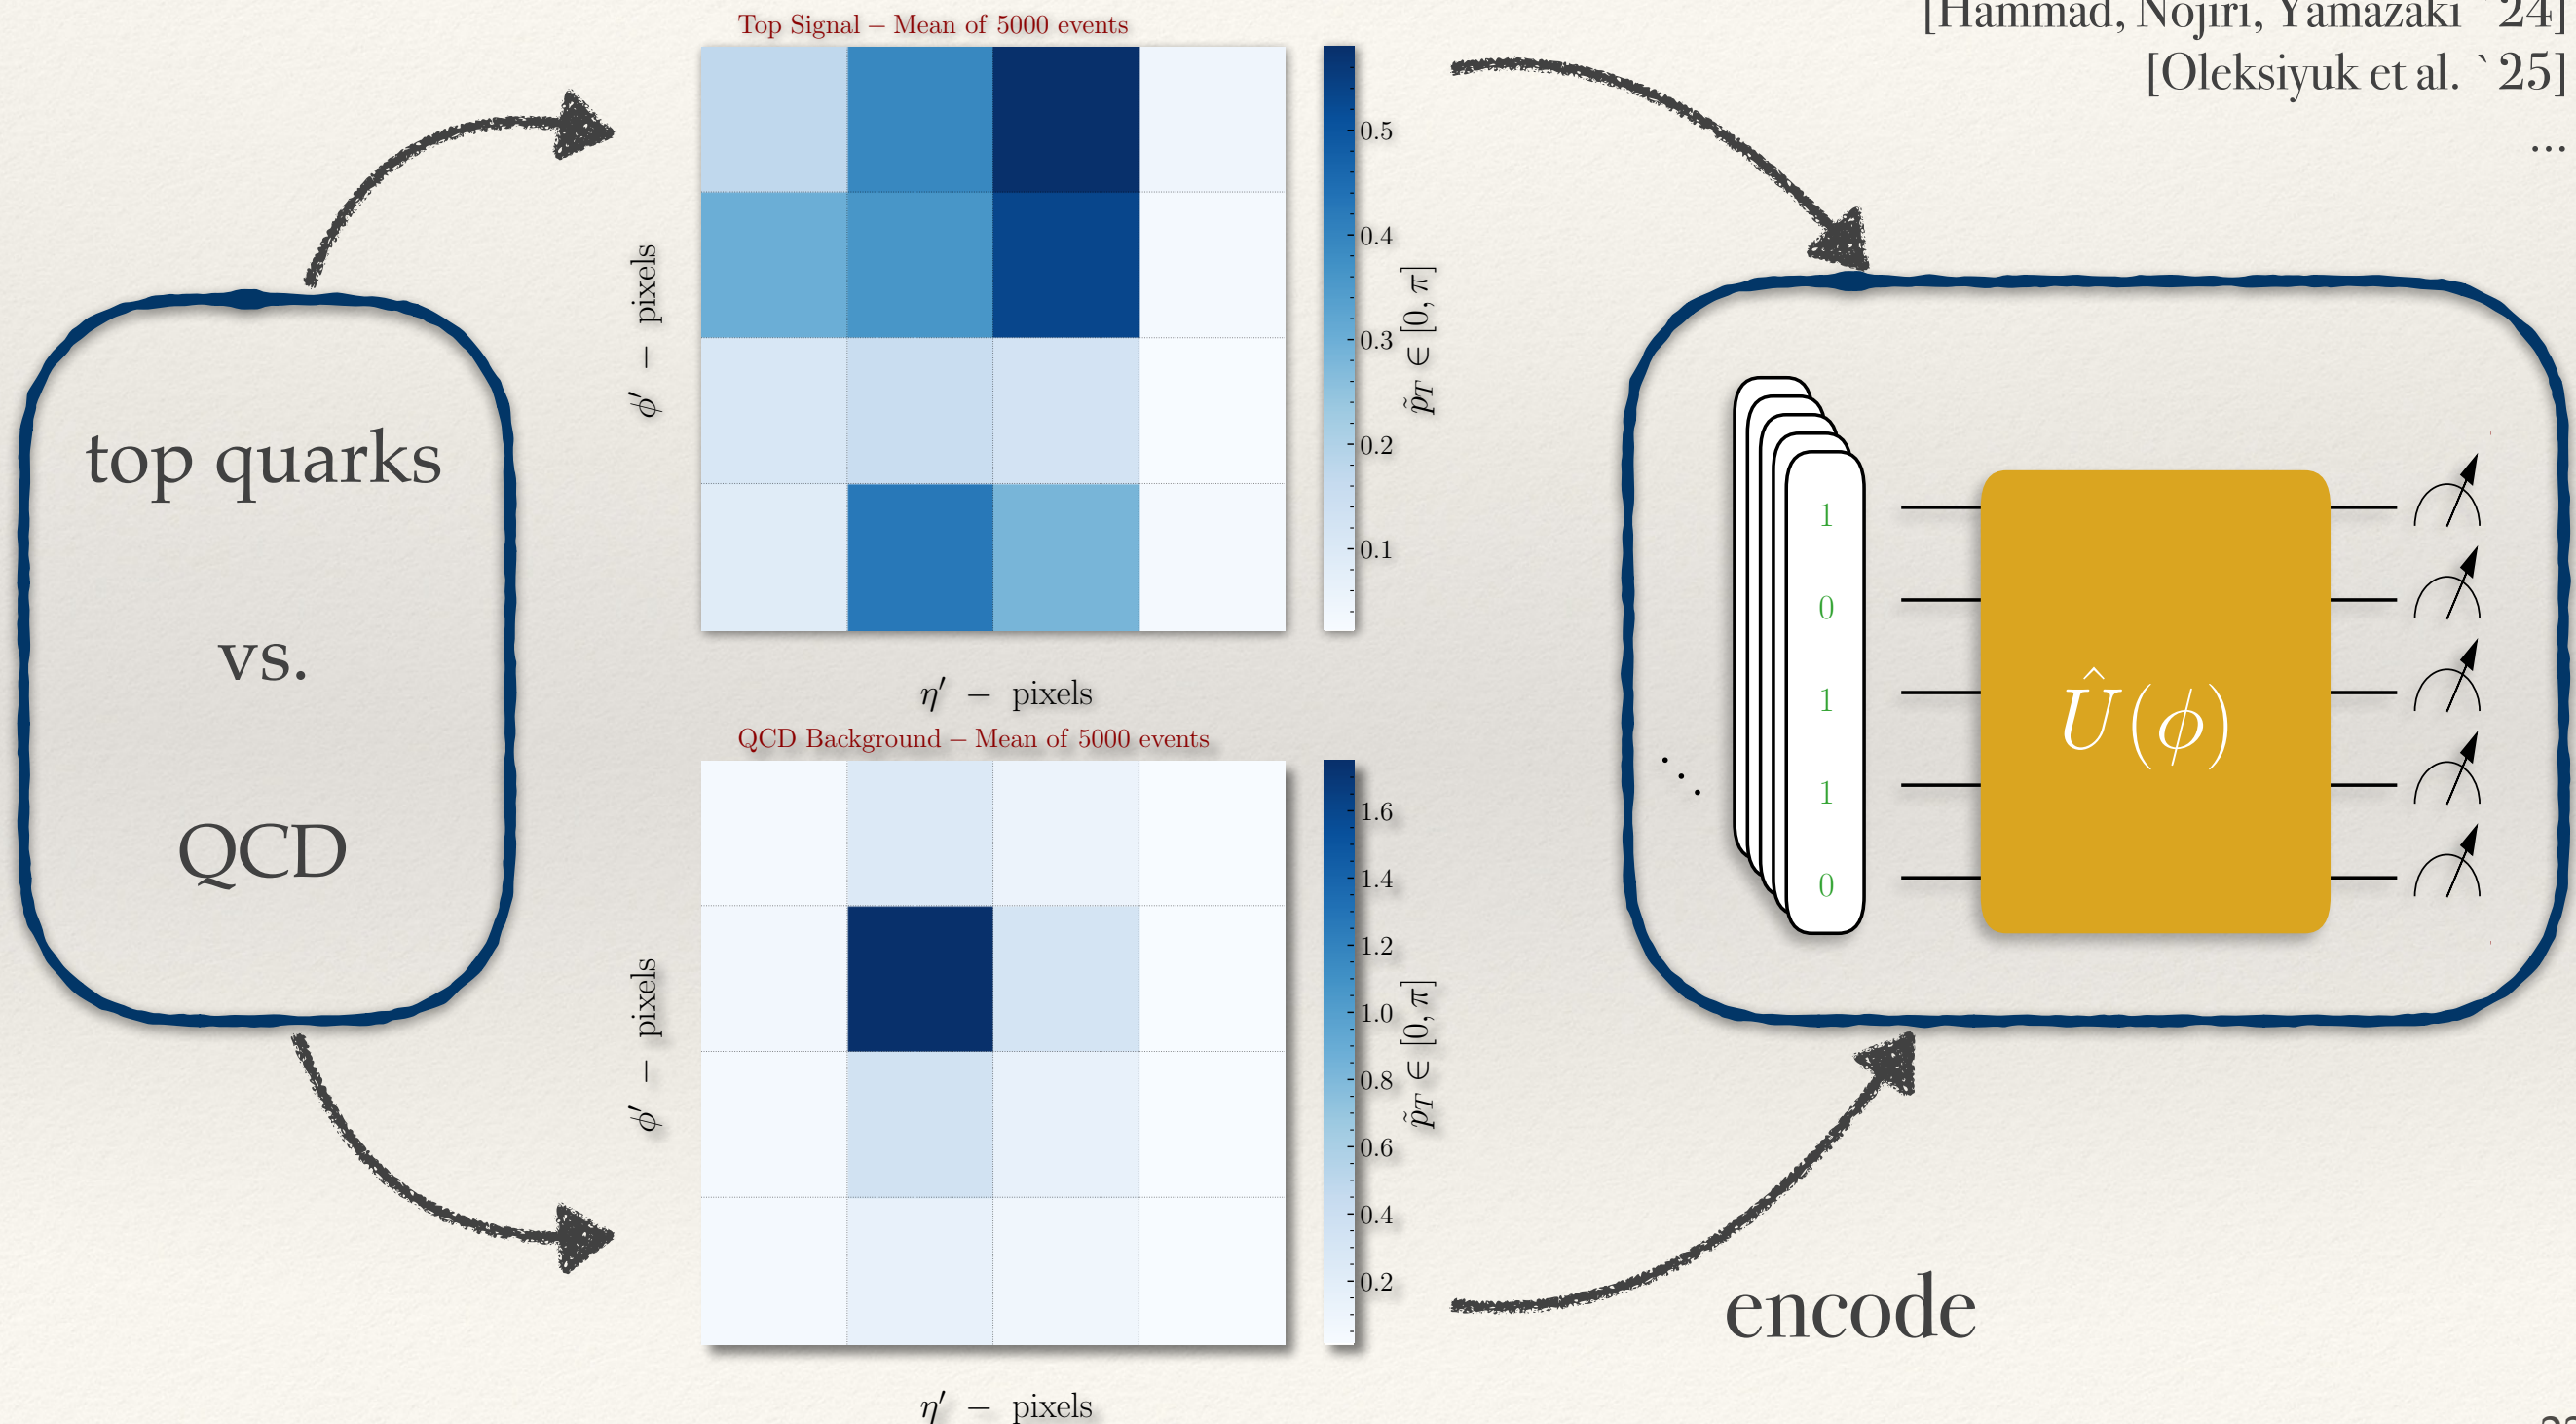 [Hammad, Nojiri, Yamazaki `24]
[Oleksiyuk et al. `25]
...
top quarks
vs.
QCD
Top Signal – Mean of 5000 events
ϕ′ − pixels
η′ − pixels
0.5
0.4
0.3
0.2
0.1
p̃_T ∈ [0, π]
QCD Background – Mean of 5000 events
ϕ′ − pixels
η′ − pixels
1.6
1.4
1.2
1.0
0.8
0.6
0.4
0.2
p̃_T ∈ [0, π]
1
0
1
1
0
Û(ϕ)
encode